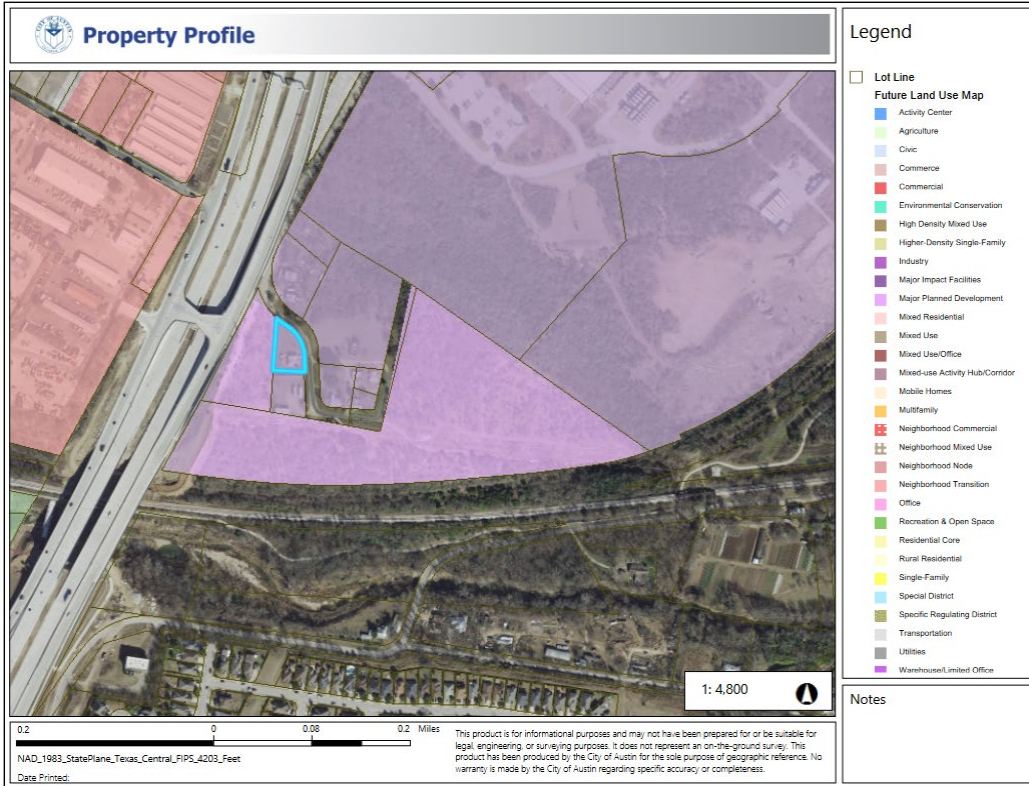 Property Profile
Legend
Lot Line
Future Land Use Map
Activity Center
Agriculture
Civic
Commerce
Commercial
Environmental Conservation
High Density Mixed Use
Higher-Density Single-Family
Industry
Major Impact Facilities
Major Planned Development
Mixed Residential
Mixed Use
Mixed Use/Office
Mixed-use Activity Hub/Corridor
Mobile Homes
Multifamily
Neighborhood Commercial
Neighborhood Mixed Use
Neighborhood Node
Neighborhood Transition
Office
Recreation & Open Space
Residential Core
Rural Residential
Single-Family
Special District
Specific Regulating District
Transportation
Utilities
Warehouse/Limited Office
1: 4,800
Notes
0.2 0 0.08 0.2 Miles
NAD_1983_StatePlane_Texas_Central_FIPS_4203_Feet
Date Printed:
This product is for informational purposes and may not have been prepared for or be suitable for
legal, engineering, or surveying purposes. It does not represent an on-the-ground survey. This
product has been produced by the City of Austin for the sole purpose of geographic reference. No
warranty is made by the City of Austin regarding specific accuracy or completeness.